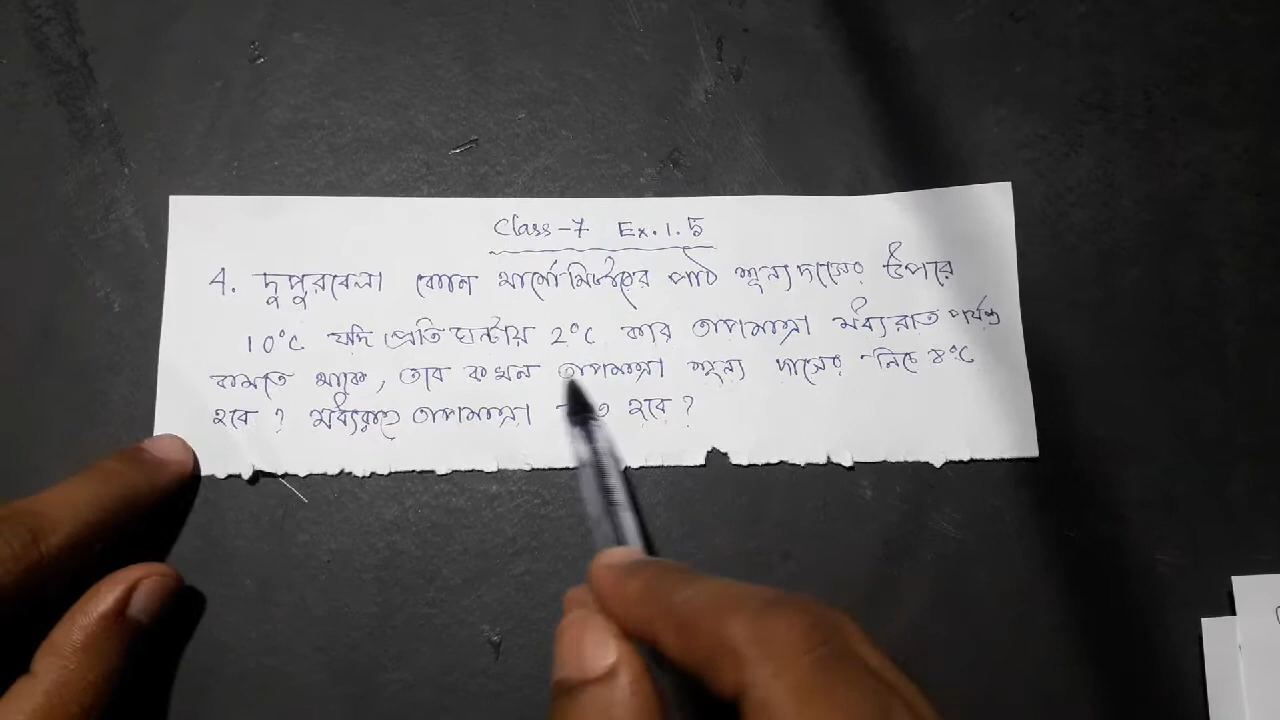 Class-7 Ex.1.5
4. দুপুরবেলা কোন থার্মোমিটারের পাঠ শূন্য দাগের উপরে
10°C যদি প্রতি ঘন্টায় 2°C করে তাপমাত্রা মধ্যরাত পর্যন্ত
কমতে থাকে, তবে কখন তাপমাত্রা শূন্য দাগের নিচে ৪°C
হবে ? মধ্যরাতে তাপমাত্রা হবে ?